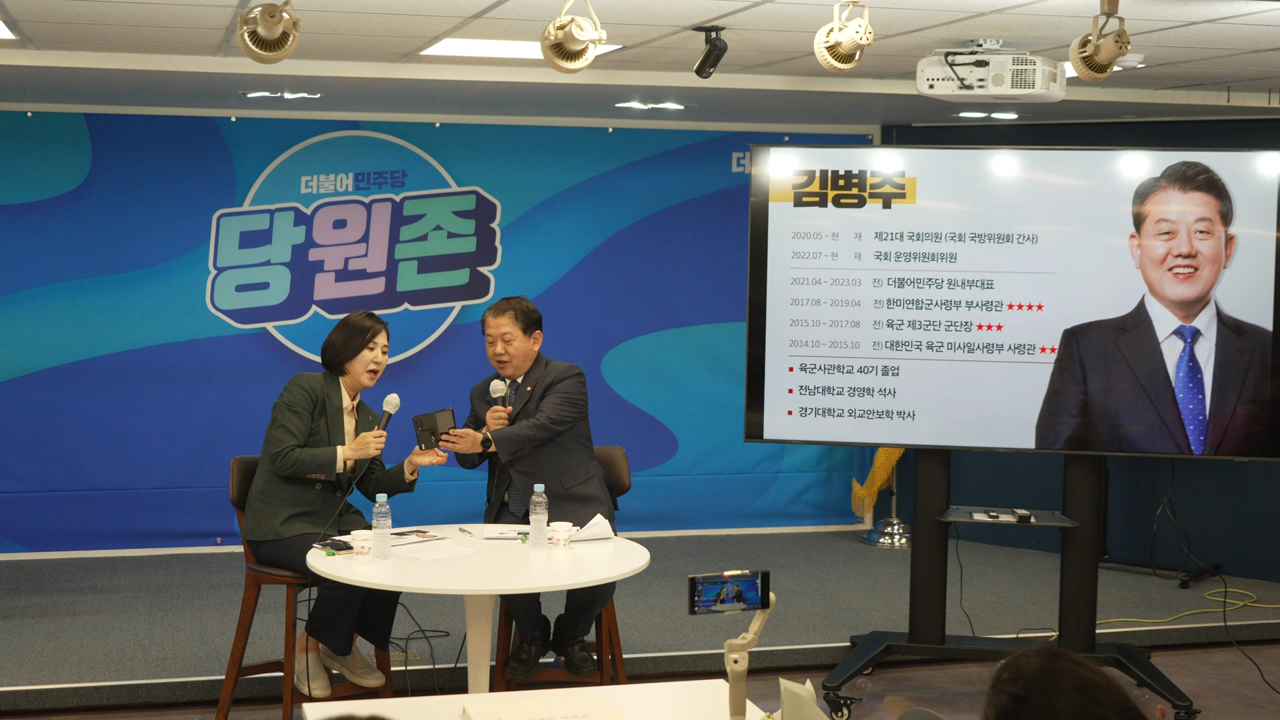 더불어민주당
당원존
더
김병주
2020.05 ~ 현 재 제21대 국회의원 (국회 국방위원회 간사)
2022.07 ~ 현 재 국회 운영위원회위원
2021.04 ~ 2023.03 전) 더불어민주당 원내부대표
2017.08 ~ 2019.04 전) 한미연합군사령부 부사령관 ★★★★
2015.10 ~ 2017.08 전) 육군 제3군단 군단장 ★★★
2014.10 ~ 2015.10 전) 대한민국 육군 미사일사령부 사령관 ★★
▪ 육군사관학교 40기 졸업
▪ 전남대학교 경영학 석사
▪ 경기대학교 외교안보학 박사